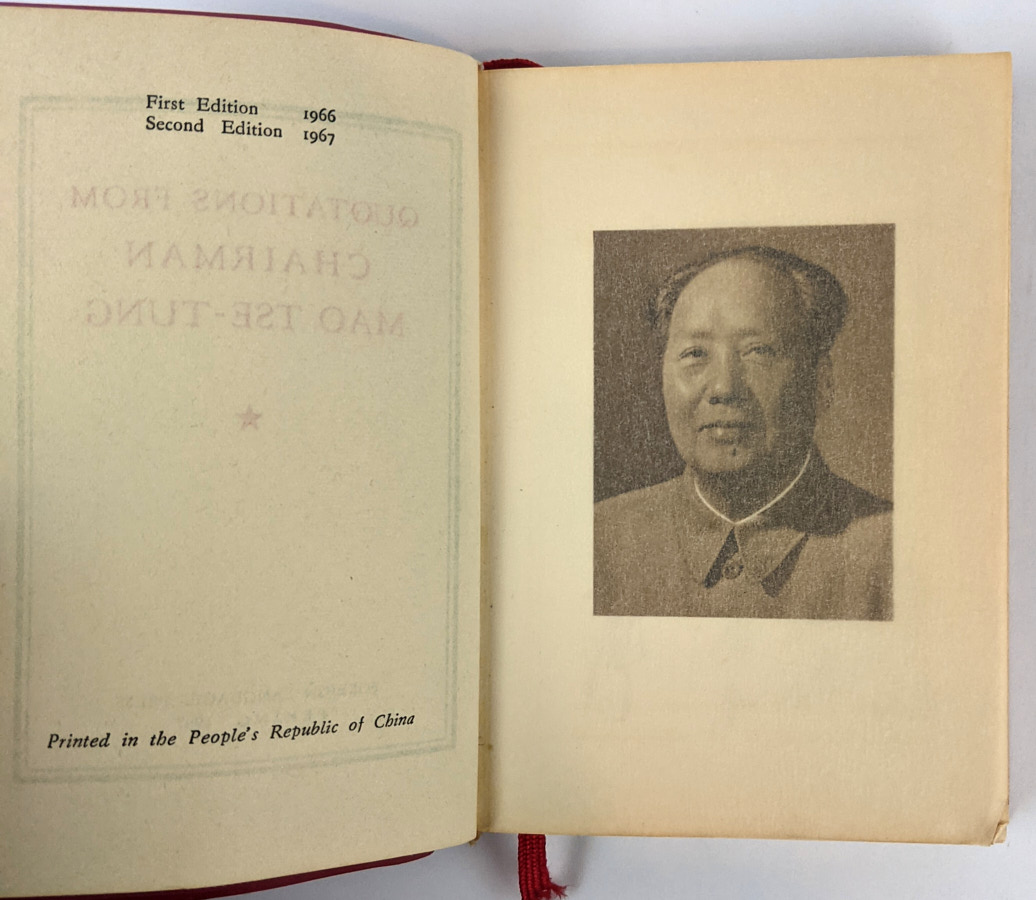 First Edition 1966
Second Edition 1967
QUOTATIONS FROM
CHAIRMAN
MAO TSE-TUNG
Printed in the People's Republic of China